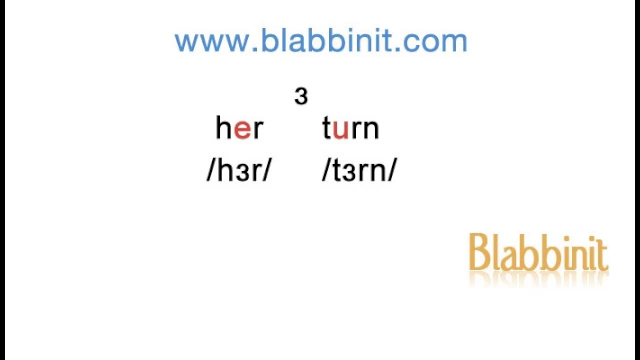 www.blabbinit.com
ɜ
her turn
/hɜr/ /tɜrn/
Blabbinit